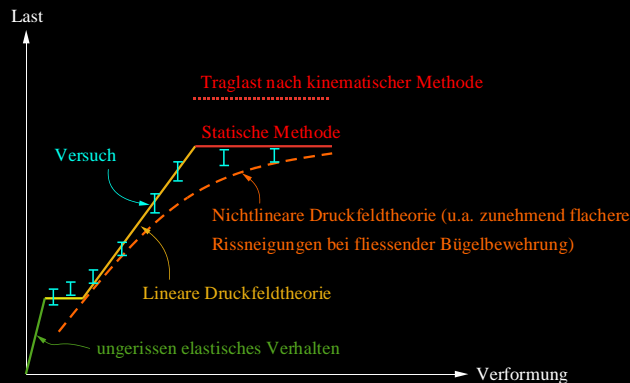 Last
Traglast nach kinematischer Methode
Statische Methode
Versuch
Nichtlineare Druckfeldtheorie (u.a. zunehmend flachere
Rissneigungen bei fliessender Bügelbewehrung)
Lineare Druckfeldtheorie
ungerissen elastisches Verhalten
Verformung